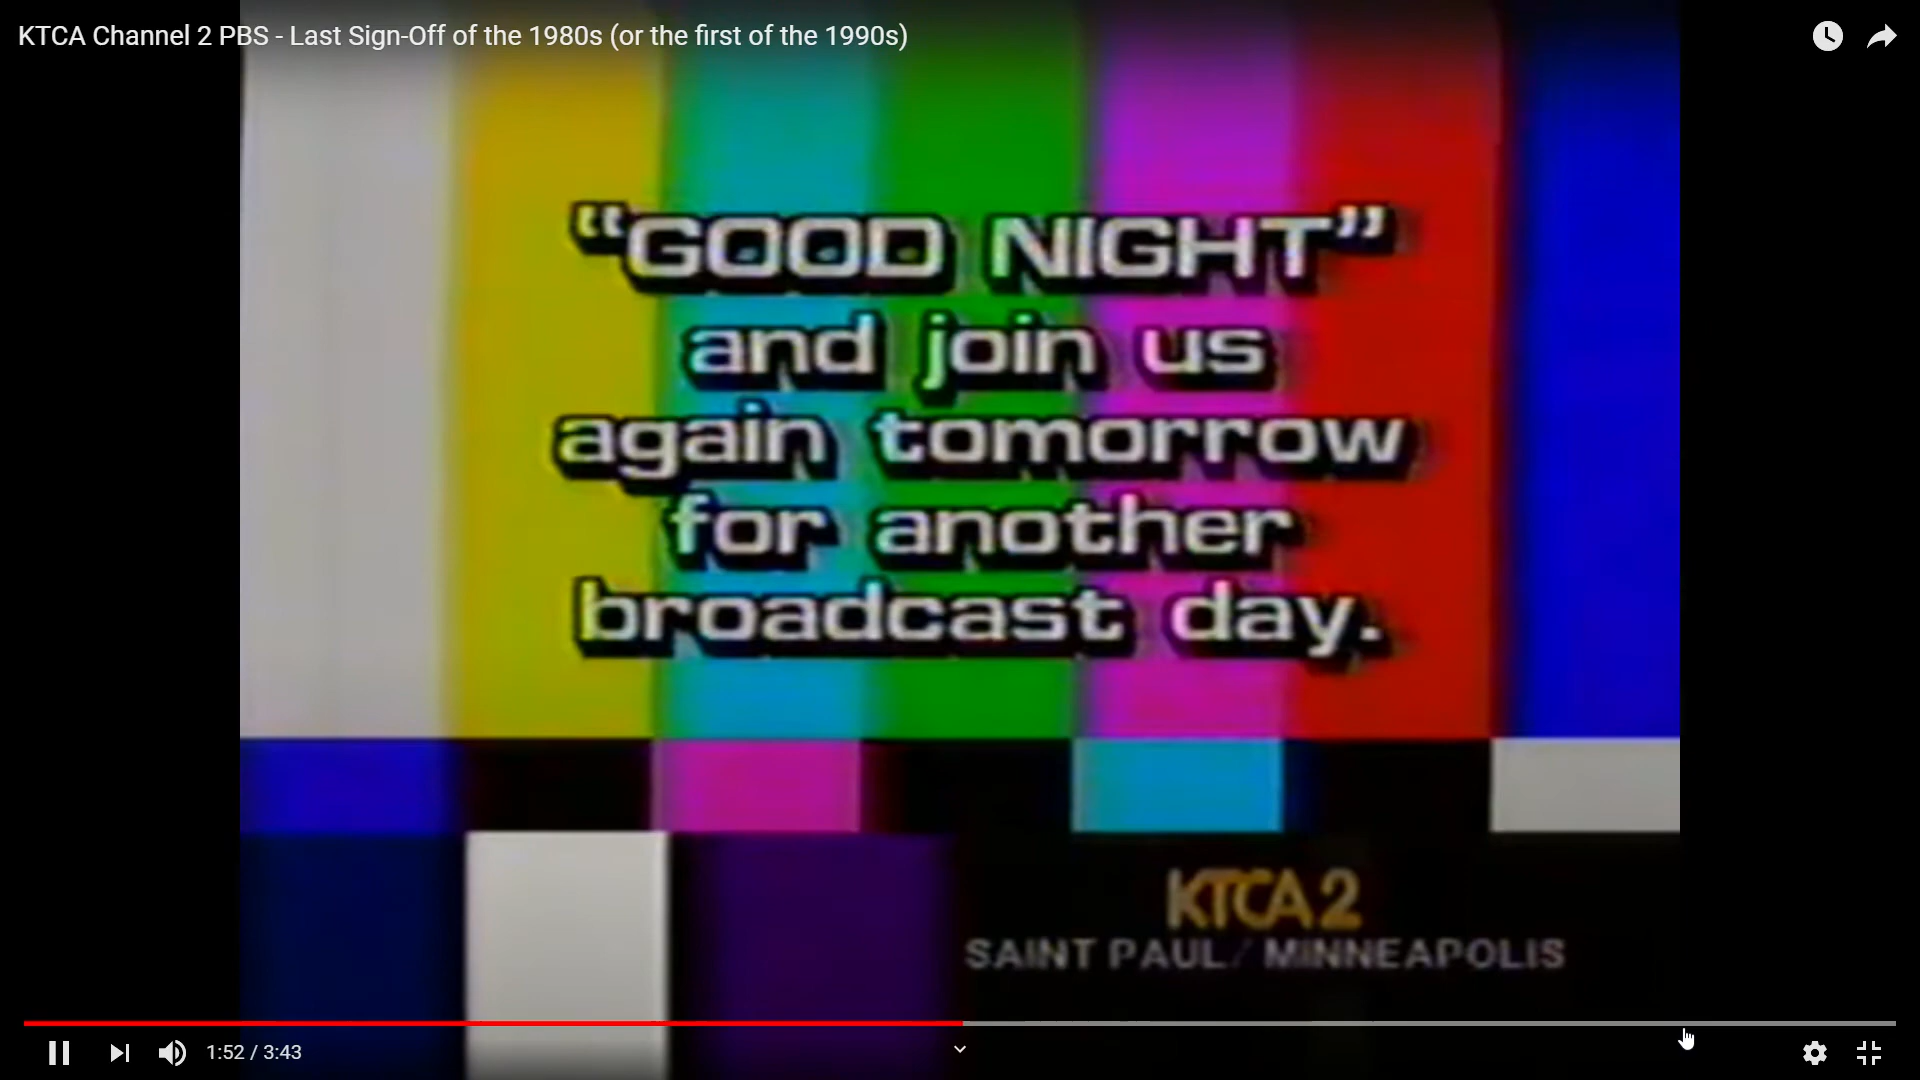 KTCA Channel 2 PBS - Last Sign-Off of the 1980s (or the first of the 1990s)
“GOOD NIGHT”
and join us
again tomorrow
for another
broadcast day.
KTCA 2
SAINT PAUL/MINNEAPOLIS
1:52 / 3:43